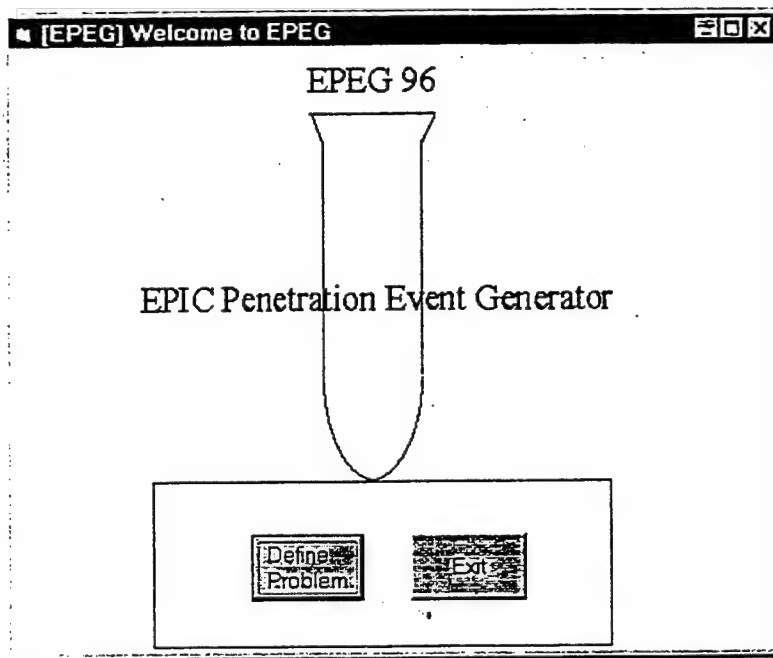 [EPEG] Welcome to EPEG
EPEG 96
EPIC Penetration Event Generator
Define
Problem
Exit